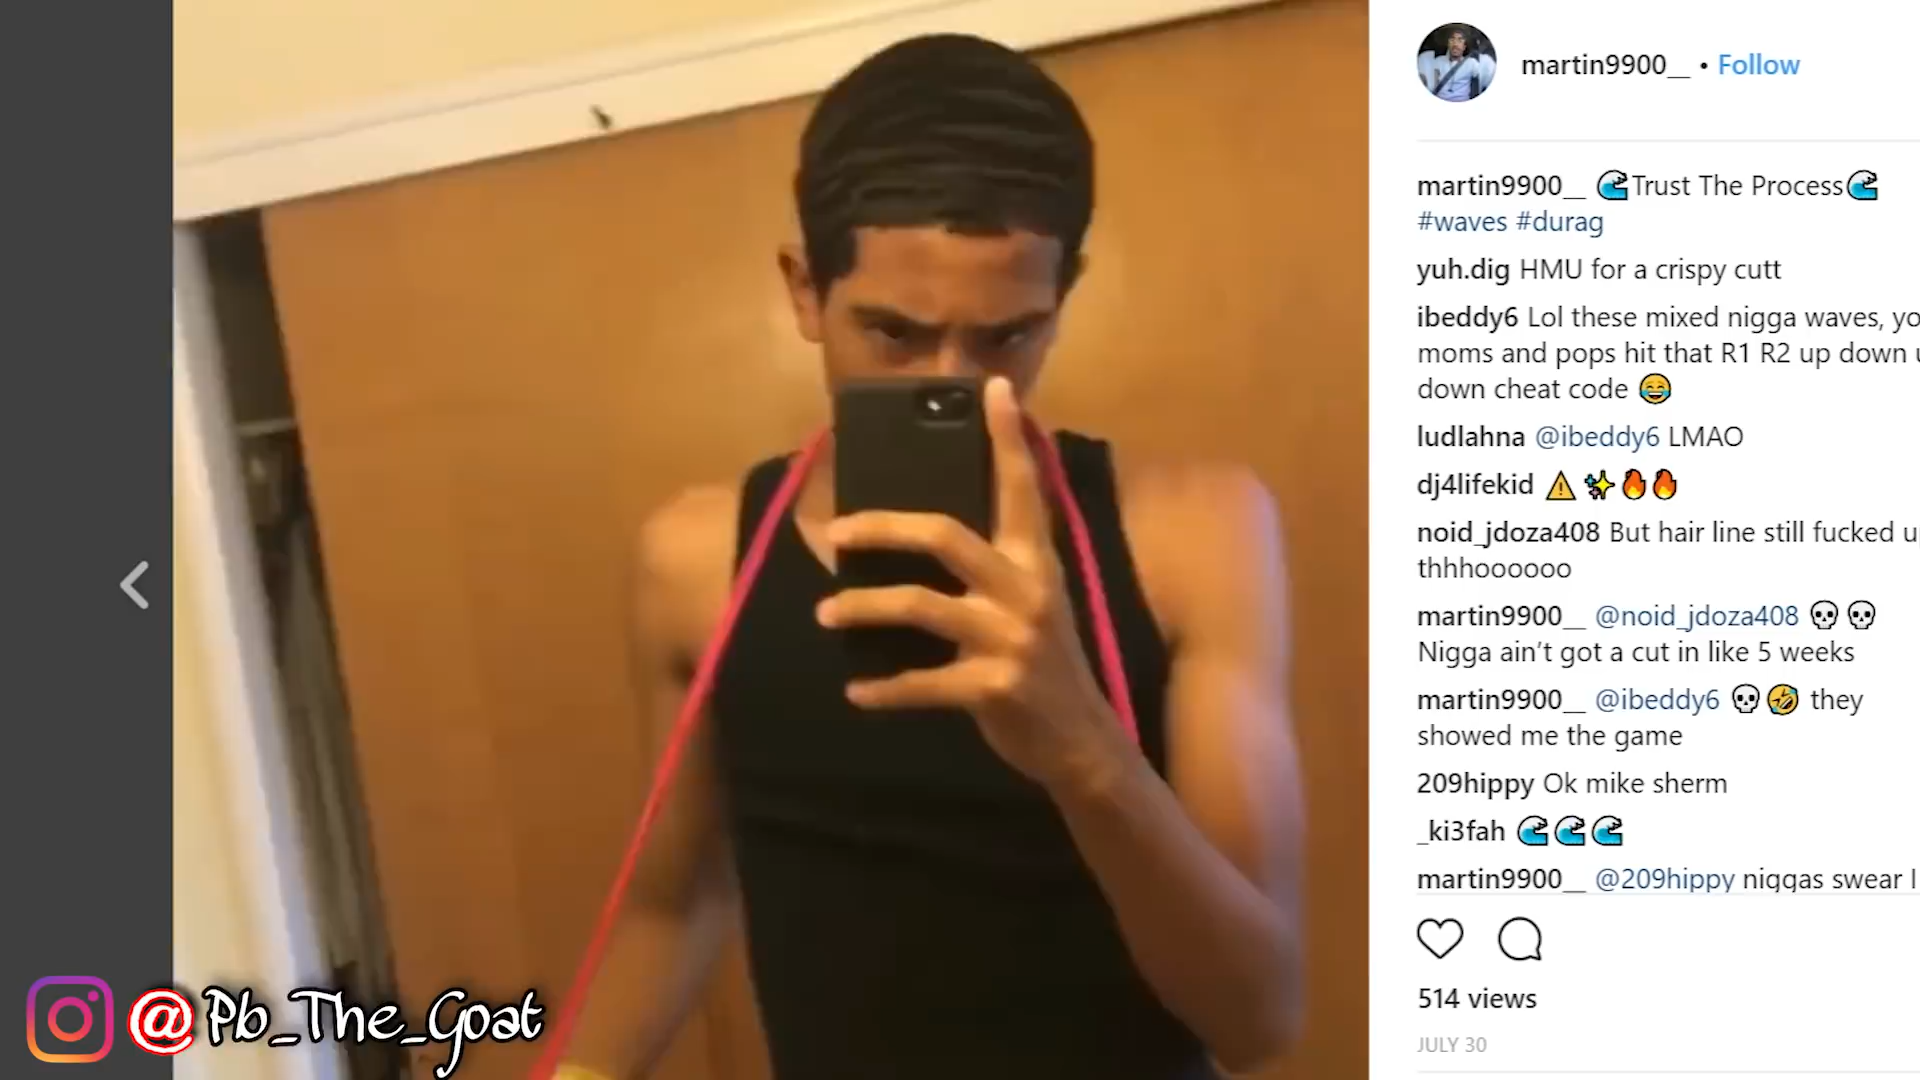 martin9900__ • Follow
martin9900__ 🌊Trust The Process🌊
#waves #durag
yuh.dig HMU for a crispy cutt
ibeddy6 Lol these mixed nigga waves, yo
moms and pops hit that R1 R2 up down u
down cheat code 😂
ludlahna @ibeddy6 LMAO
dj4lifekid ⚠✨🔥🔥
noid_jdoza408 But hair line still fucked u
thhhoooooo
martin9900__ @noid_jdoza408 💀💀
Nigga ain't got a cut in like 5 weeks
martin9900__ @ibeddy6 💀🤣 they
showed me the game
209hippy Ok mike sherm
_ki3fah 🌊🌊🌊
martin9900__ @209hippy niggas swear I
514 views
JULY 30
@Pb_The_Goat